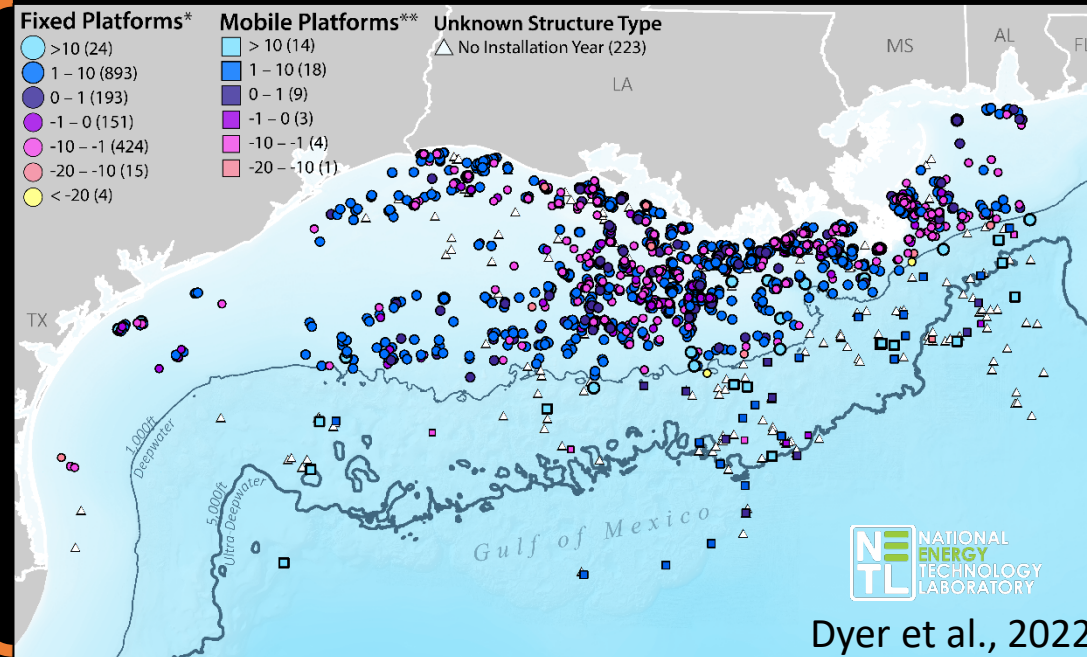 Fixed Platforms*
>10 (24)
1 – 10 (893)
0 – 1 (193)
-1 – 0 (151)
-10 – -1 (424)
-20 – -10 (15)
< -20 (4)
Mobile Platforms**
> 10 (14)
1 – 10 (18)
0 – 1 (9)
-1 – 0 (3)
-10 – -1 (4)
-20 – -10 (1)
Unknown Structure Type
No Installation Year (223)
LA
MS
AL
TX
1,000ft
Deepwater
5,000ft
Ultra-Deepwater
Gulf of Mexico
NETL
NATIONAL
ENERGY
TECHNOLOGY
LABORATORY
Dyer et al., 2022